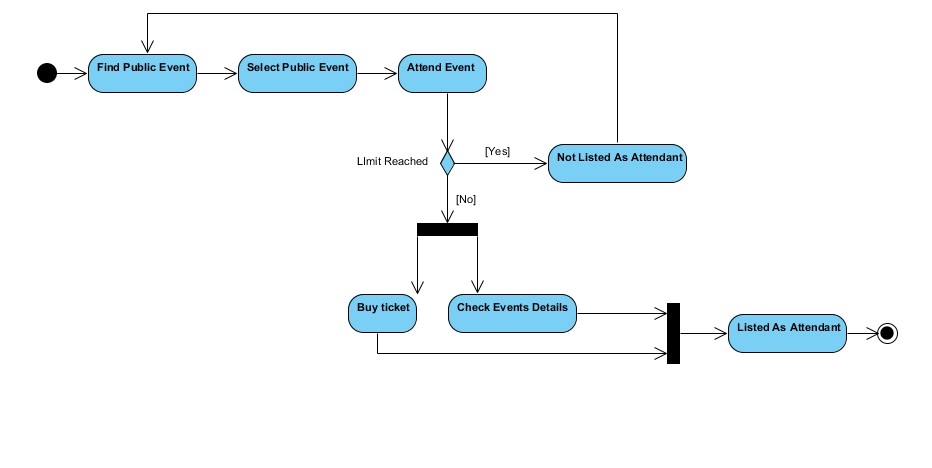 Find Public Event
Select Public Event
Attend Event
LImit Reached
[Yes]
Not Listed As Attendant
[No]
Buy ticket
Check Events Details
Listed As Attendant